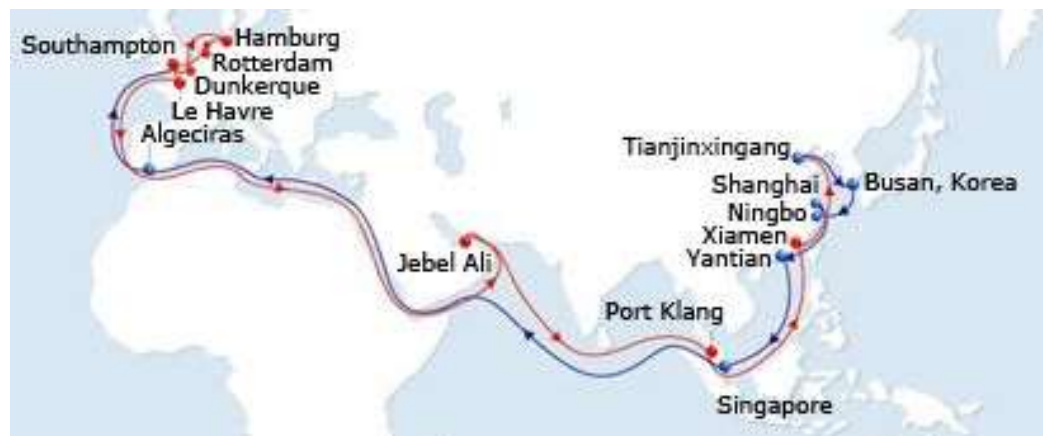 Southampton
Hamburg
Rotterdam
Dunkerque
Le Havre
Algeciras
Tianjinxingang
Shanghai
Busan, Korea
Ningbo
Xiamen
Yantian
Jebel Ali
Port Klang
Singapore